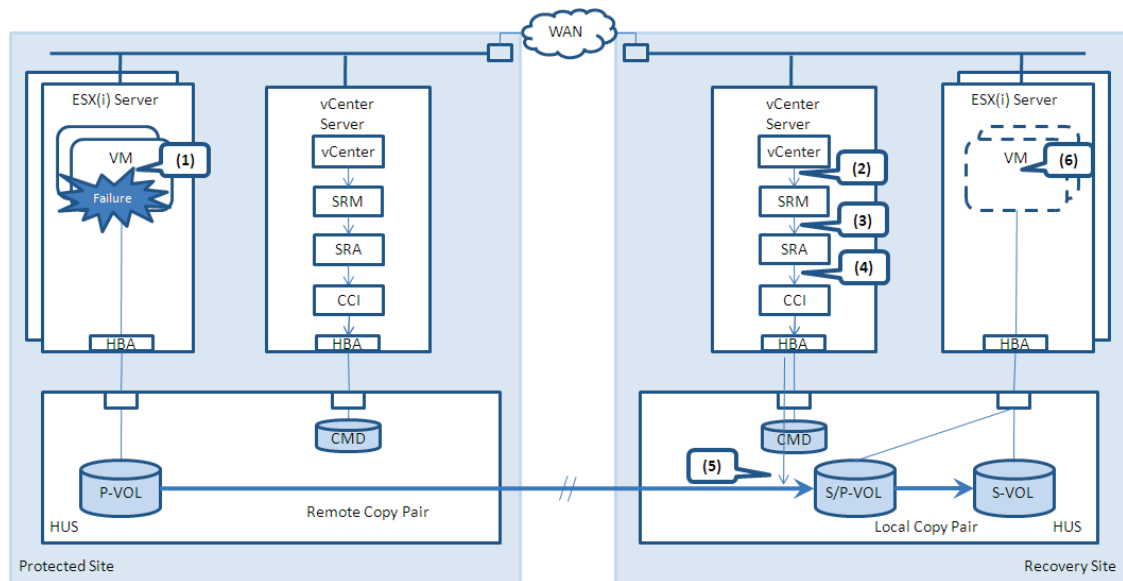 WAN
ESX(i) Server
VM
(1)
Failure
HBA
vCenter
Server
vCenter
SRM
SRA
CCI
HBA
P-VOL
CMD
Remote Copy Pair
HUS
Protected Site
vCenter
Server
vCenter
(2)
SRM
(3)
SRA
(4)
CCI
HBA
ESX(i) Server
VM
(6)
HBA
CMD
(5)
S/P-VOL
S-VOL
Local Copy Pair
HUS
Recovery Site